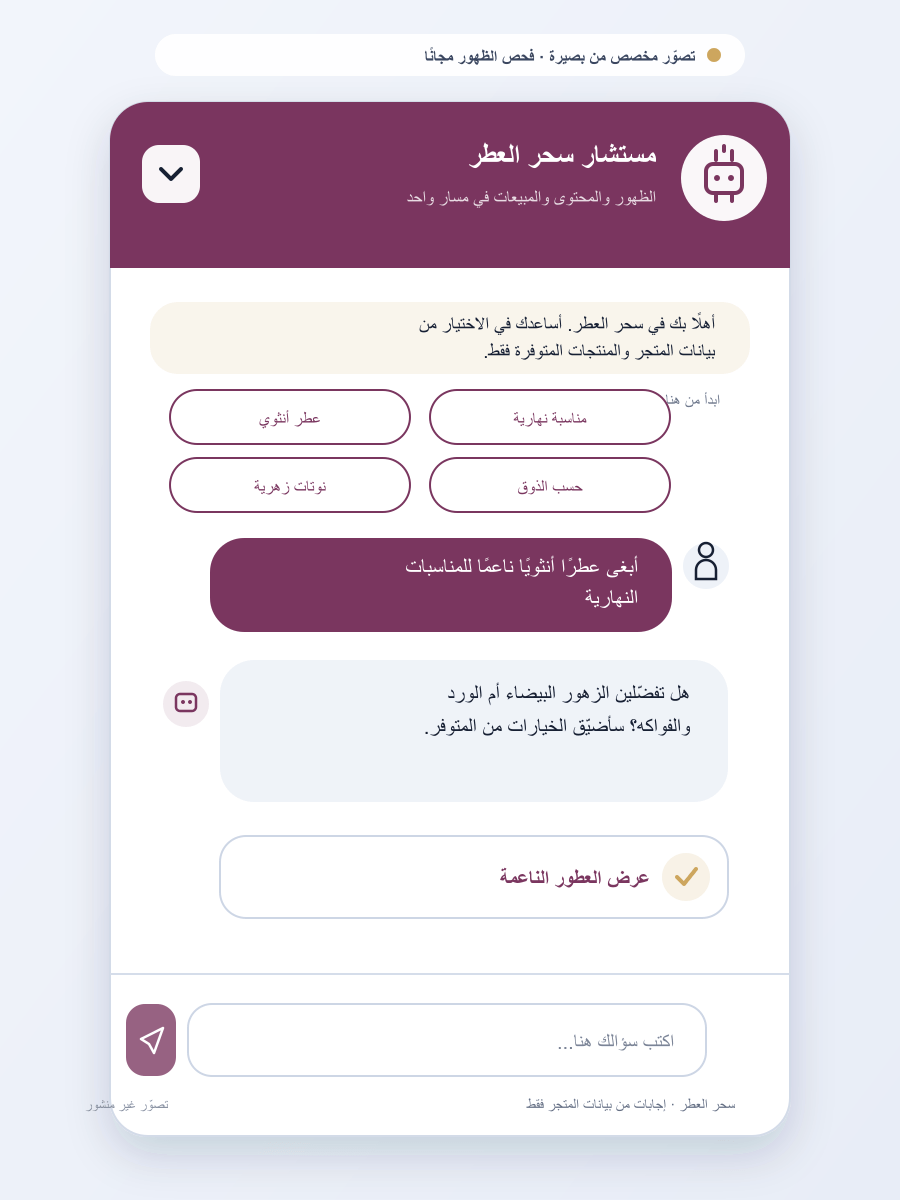 تصوّر مخصص من بصيرة · فحص الظهور مجانًا
مستشار سحر العطر
الظهور والمحتوى والمبيعات في مسار واحد
أهلًا بك في سحر العطر. أساعدك في الاختيار من
بيانات المتجر والمنتجات المتوفرة فقط.
ابدأ من هنا
مناسبة نهارية
عطر أنثوي
حسب الذوق
نوتات زهرية
أبغى عطرًا أنثويًا ناعمًا للمناسبات
النهارية
هل تفضّلين الزهور البيضاء أم الورد
والفواكه؟ سأضيّق الخيارات من المتوفر.
عرض العطور الناعمة
اكتب سؤالك هنا...
سحر العطر · إجابات من بيانات المتجر فقط
تصوّر غير منشور